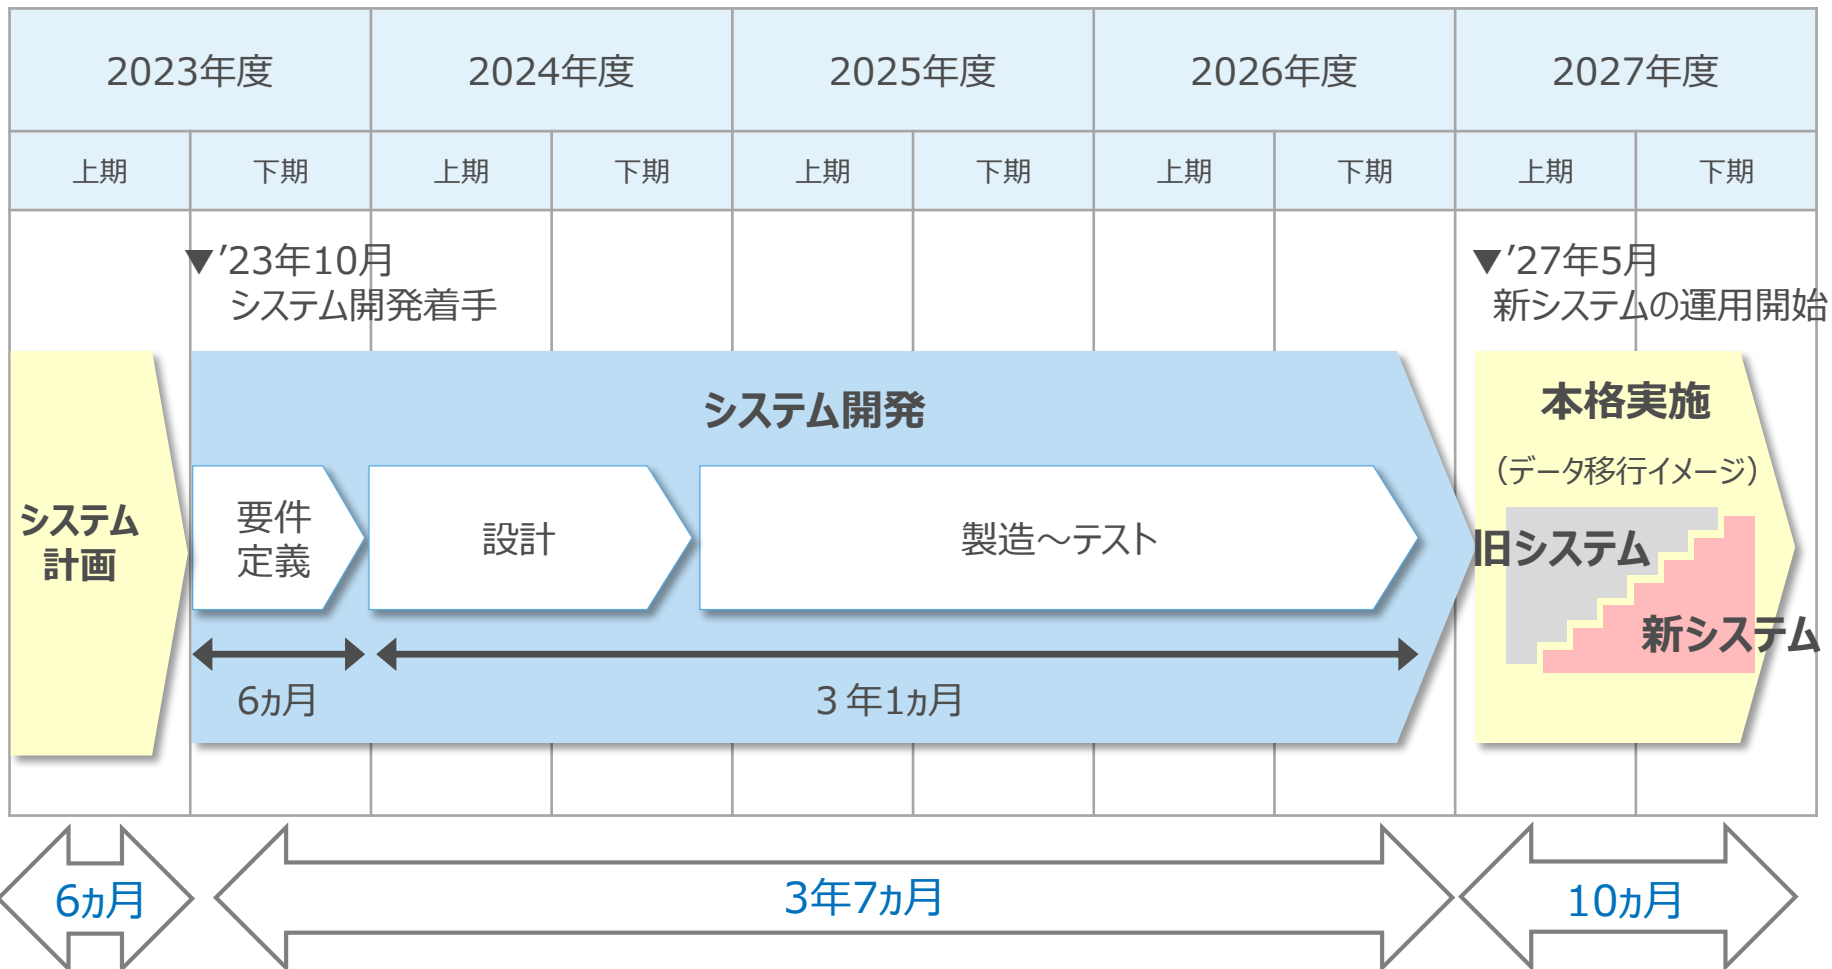 2023年度 2024年度 2025年度 2026年度 2027年度
上期 下期 上期 下期 上期 下期 上期 下期 上期 下期
▼’23年10月
システム開発着手
▼’27年5月
新システムの運用開始
システム
計画
システム開発
要件
定義
設計
製造～テスト
6ヵ月
３年1ヵ月
本格実施
（データ移行イメージ）
旧システム
新システム
6ヵ月
3年7ヵ月
10ヵ月